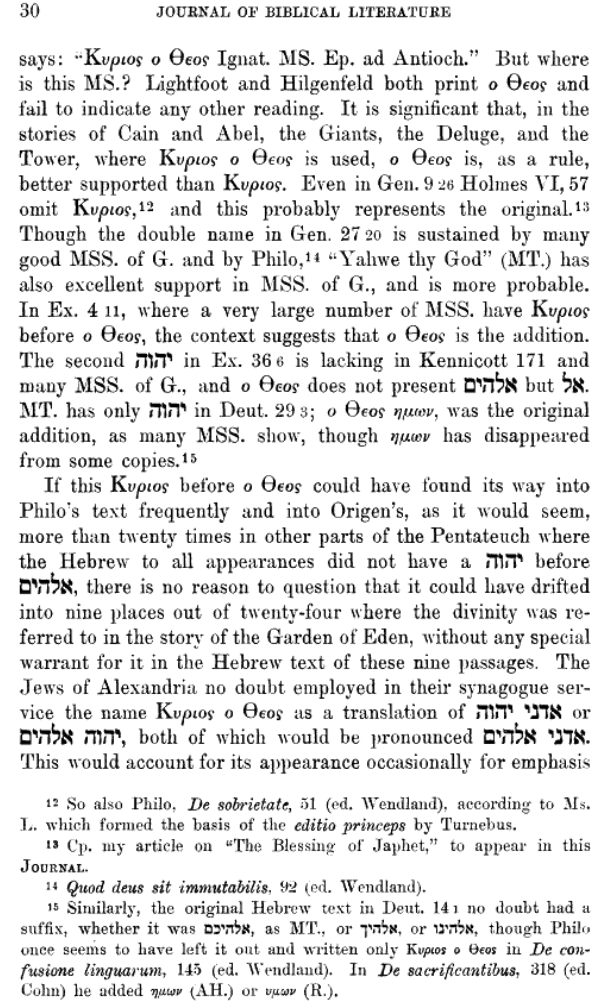 30 JOURNAL OF BIBLICAL LITERATURE
says: “Κυριος ο Θεος Ignat. MS. Ep. ad Antioch.” But where
is this MS.? Lightfoot and Hilgenfeld both print ο Θεος and
fail to indicate any other reading. It is significant that, in the
stories of Cain and Abel, the Giants, the Deluge, and the
Tower, where Κυριος ο Θεος is used, ο Θεος is, as a rule,
better supported than Κυριος. Even in Gen. 9 26 Holmes VI, 57
omit Κυριος,12 and this probably represents the original.13
Though the double name in Gen. 27 20 is sustained by many
good MSS. of G. and by Philo,14 “Yahwe thy God” (MT.) has
also excellent support in MSS. of G., and is more probable.
In Ex. 4 11, where a very large number of MSS. have Κυριος
before ο Θεος, the context suggests that ο Θεος is the addition.
The second יהוה in Ex. 36 6 is lacking in Kennicott 171 and
many MSS. of G., and ο Θεος does not present אלהים but אל.
MT. has only יהוה in Deut. 29 3; ο Θεος ημων, was the original
addition, as many MSS. show, though ημων has disappeared
from some copies.15
If this Κυριος before ο Θεος could have found its way into
Philo's text frequently and into Origen's, as it would seem,
more than twenty times in other parts of the Pentateuch where
the Hebrew to all appearances did not have a יהוה before
אלהים, there is no reason to question that it could have drifted
into nine places out of twenty-four where the divinity was re-
ferred to in the story of the Garden of Eden, without any special
warrant for it in the Hebrew text of these nine passages. The
Jews of Alexandria no doubt employed in their synagogue ser-
vice the name Κυριος ο Θεος as a translation of אדני יהוה or
יהוה אלהים, both of which would be pronounced אדני אלהים.
This would account for its appearance occasionally for emphasis
12 So also Philo, De sobrietate, 51 (ed. Wendland), according to Ms.
L. which formed the basis of the editio princeps by Turnebus.
13 Cp. my article on “The Blessing of Japhet,” to appear in this
JOURNAL.
14 Quod deus sit immutabilis, 92 (ed. Wendland).
15 Similarly, the original Hebrew text in Deut. 14 1 no doubt had a
suffix, whether it was אלהיכם, as MT., or אלהיך, or אלהינו, though Philo
once seems to have left it out and written only Κυριος ο Θεος in De con-
fusione linguarum, 145 (ed. Wendland). In De sacrificantibus, 318 (ed.
Cohn) he added ημων (AH.) or υμων (R.).